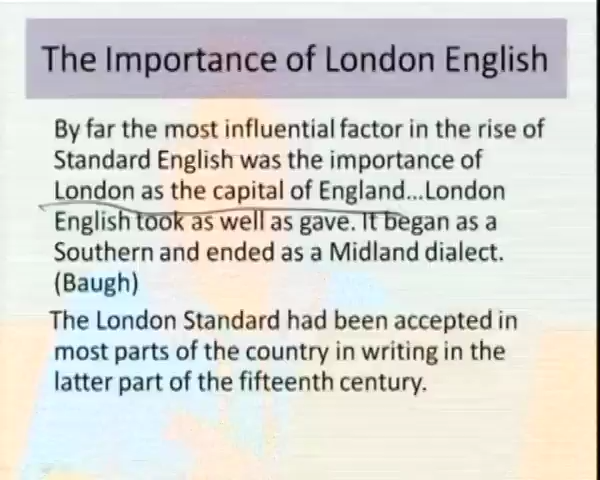 The Importance of London English
By far the most influential factor in the rise of
Standard English was the importance of
London as the capital of England...London
English took as well as gave. It began as a
Southern and ended as a Midland dialect.
(Baugh)
The London Standard had been accepted in
most parts of the country in writing in the
latter part of the fifteenth century.